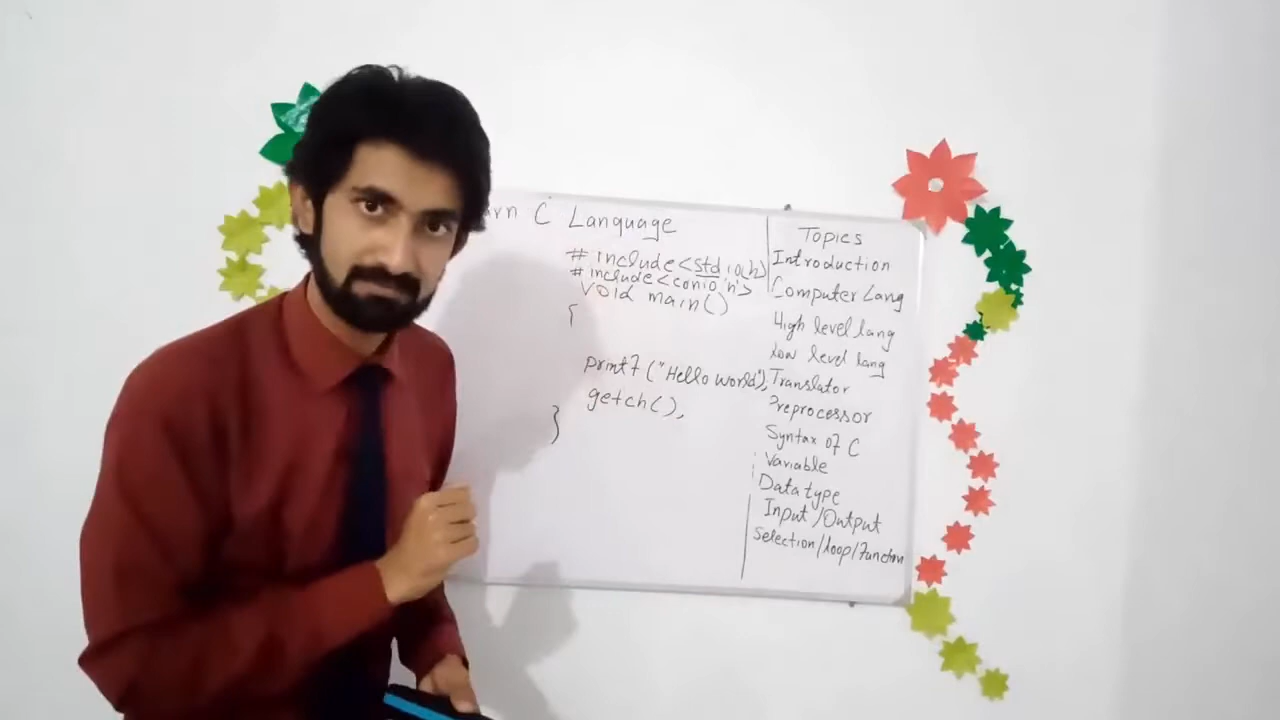 arn C Language
#include<stdio.h>
#include<conio.h>
Void main()
{
printf("Hello world");
getch();
}
Topics
Introduction
Computer Lang
High level lang
Low level lang
Translator
Preprocessor
Syntax of C
Variable
Data type
Input/Output
Selection/loop/Function